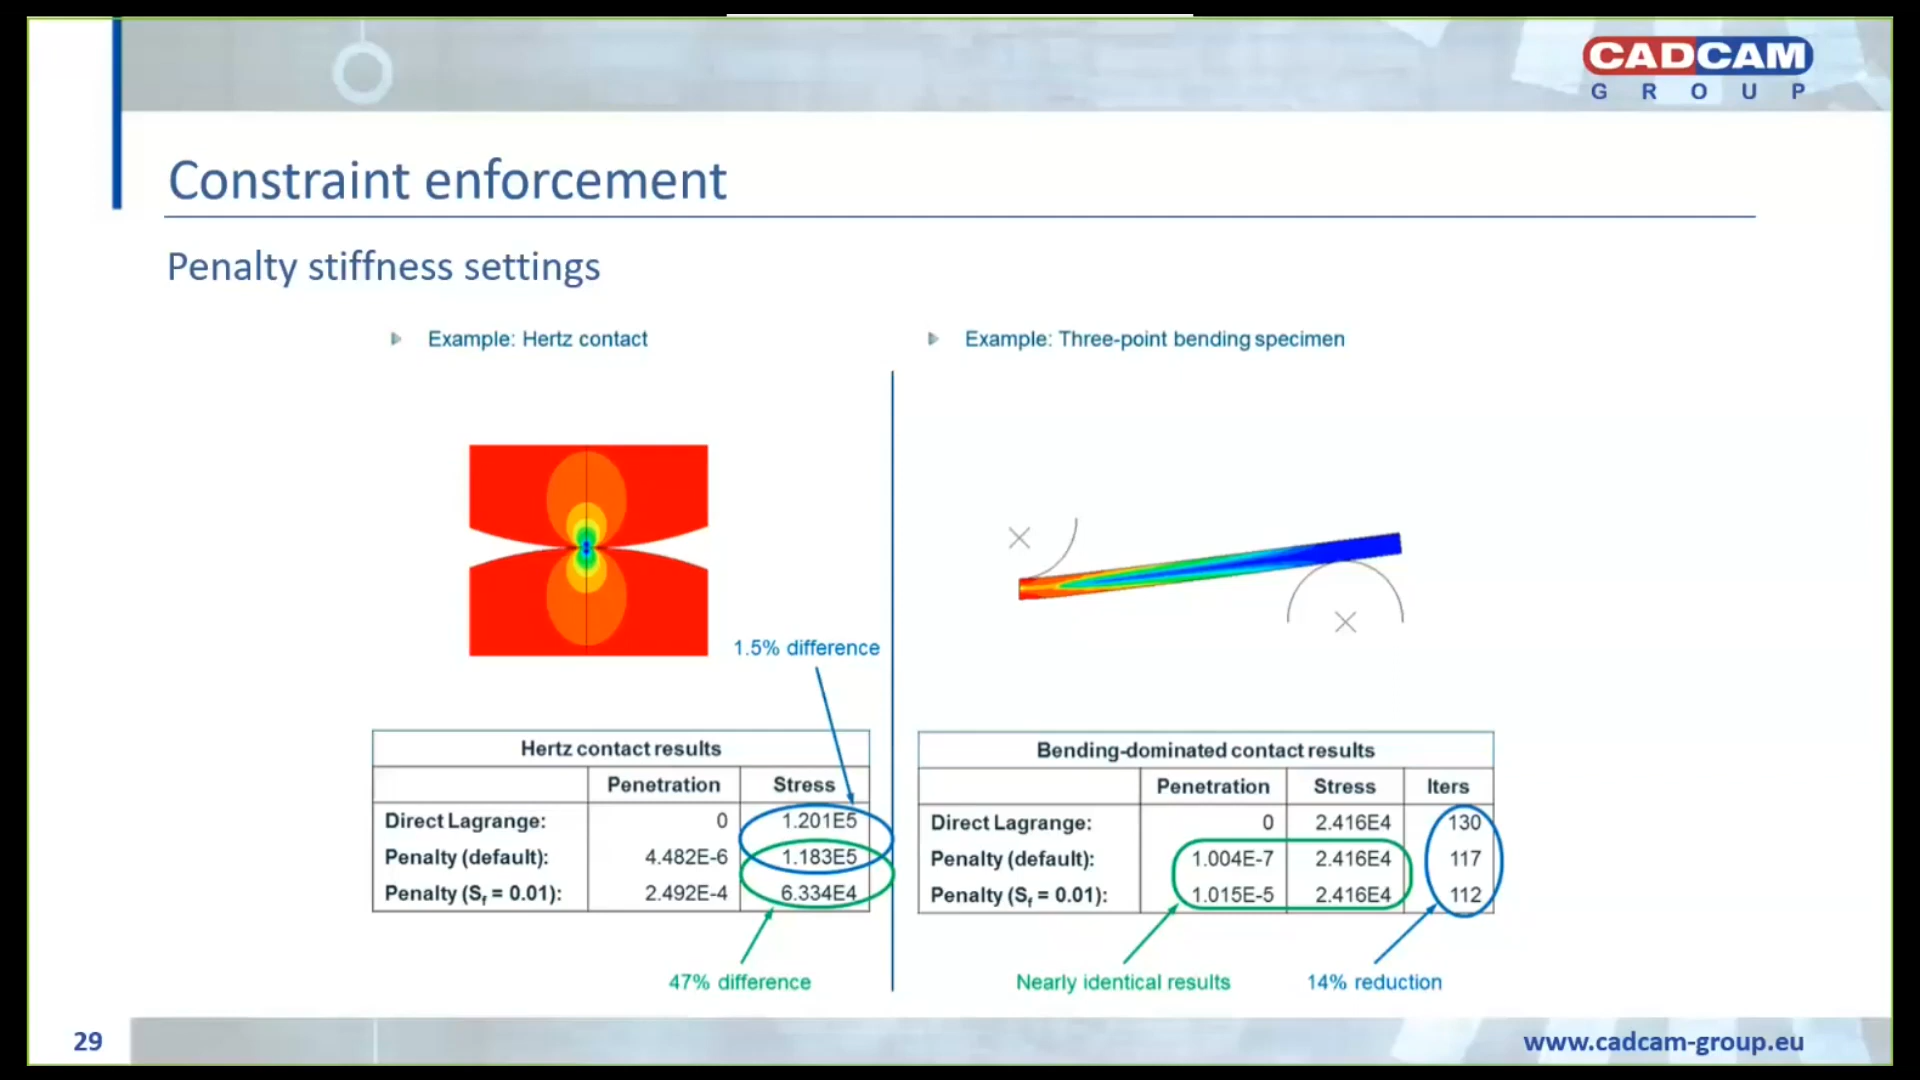 CADCAM
GROUP
Constraint enforcement
Penalty stiffness settings
Example: Hertz contact
1.5% difference
Hertz contact results
Penetration Stress
Direct Lagrange: 0 1.201E5
Penalty (default): 4.482E-6 1.183E5
Penalty (Sf = 0.01): 2.492E-4 6.334E4
47% difference
Example: Three-point bending specimen
Bending-dominated contact results
Penetration Stress Iters
Direct Lagrange: 0 2.416E4 130
Penalty (default): 1.004E-7 2.416E4 117
Penalty (Sf = 0.01): 1.015E-5 2.416E4 112
Nearly identical results
14% reduction
29
www.cadcam-group.eu